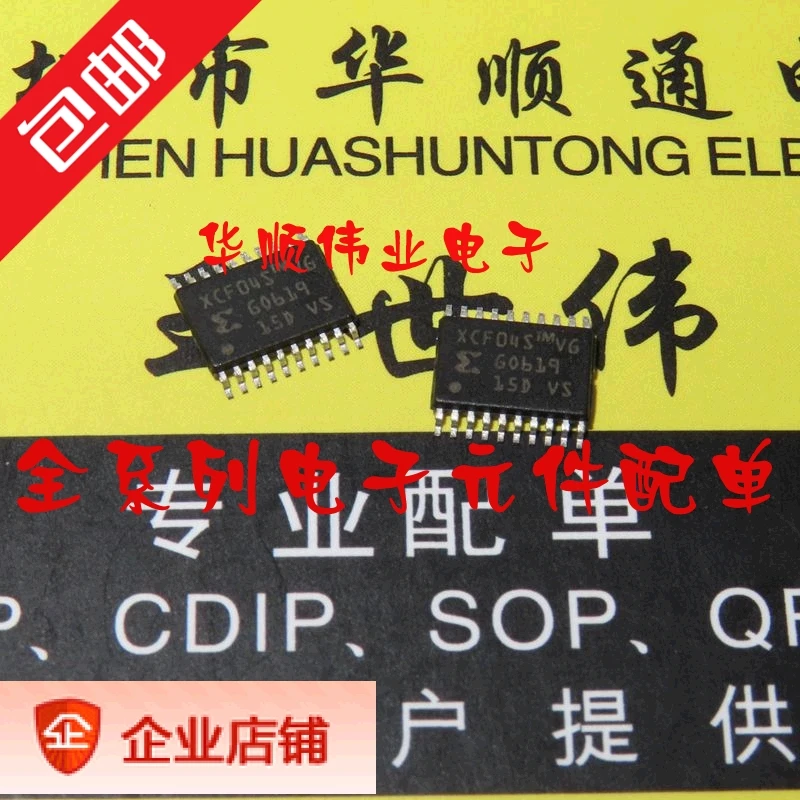 包邮
市华顺通
HEN HUASHUNTONG ELE
华顺伟业电子
世伟
XCF04S VG
G0619
15D VS
XCF04S™VG
G0619
15D VS
全系列电子元件配单
专业配单
P、CDIP、SOP、QF
户提供
企 企业店铺